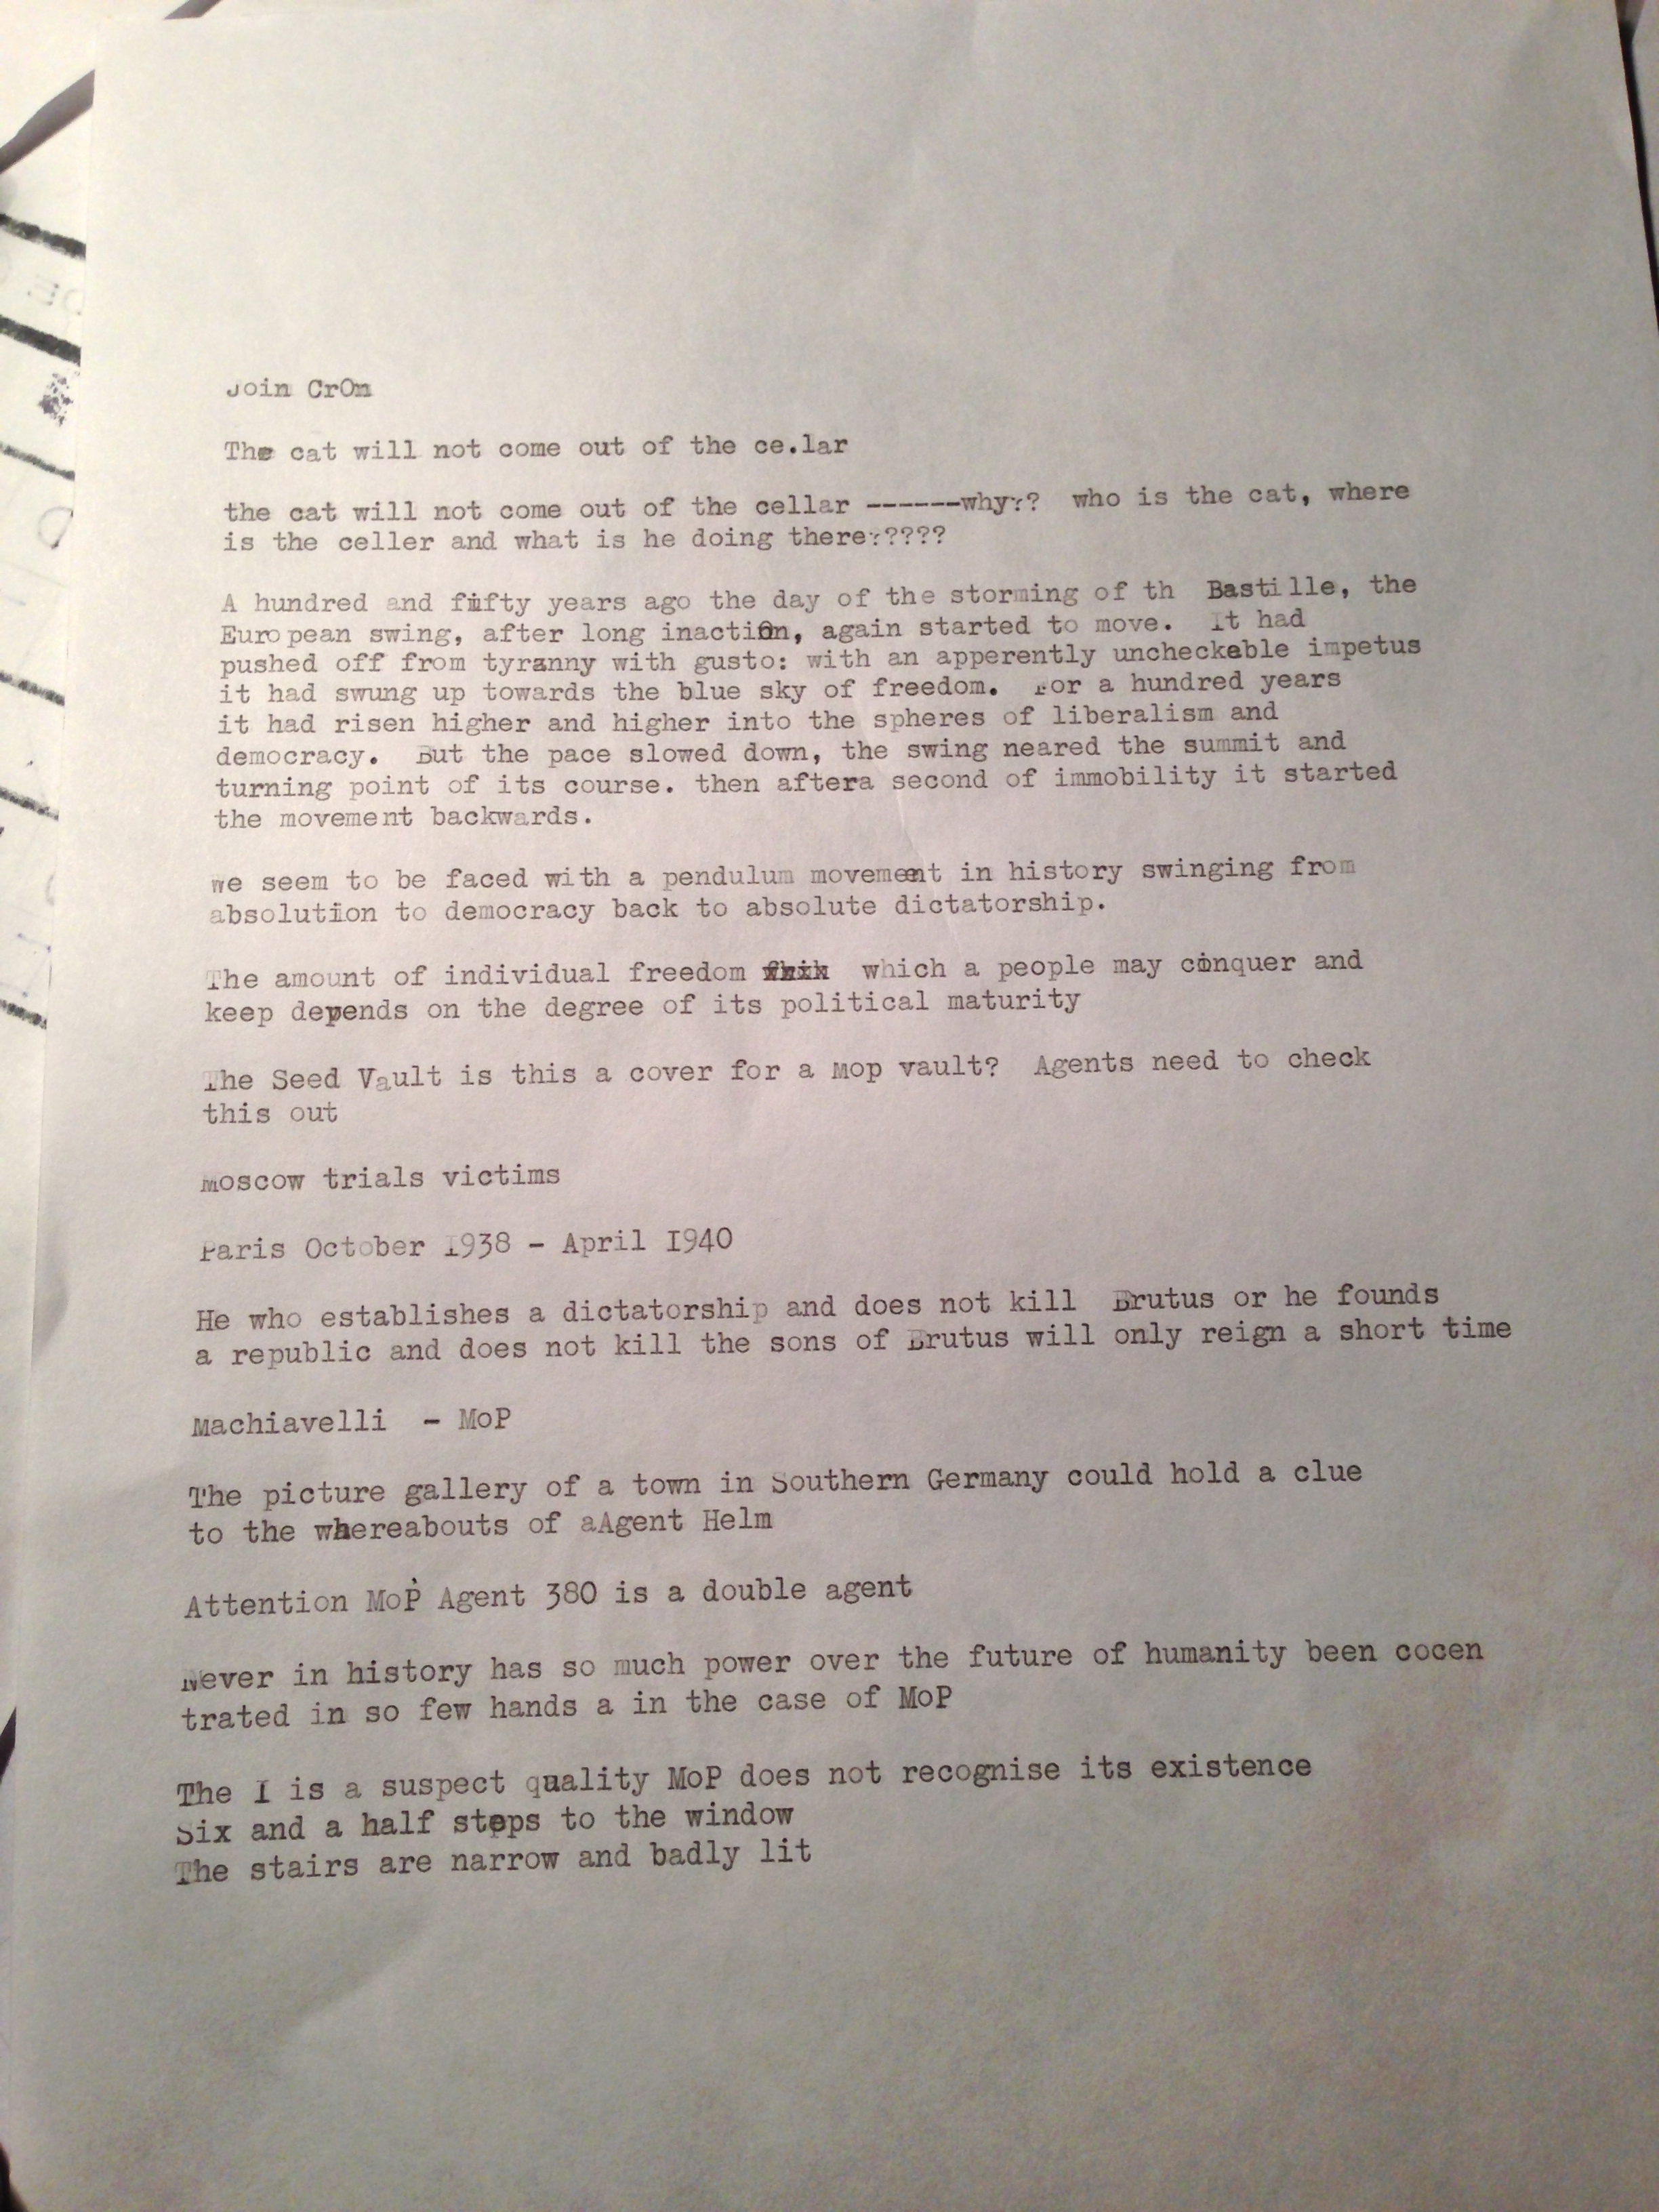 Join CrOn
The cat will not come out of the ce.lar
the cat will not come out of the cellar ------why?? who is the cat, where
is the celler and what is he doing there?????
A hundred and fifty years ago the day of the storming of th Bastille, the
European swing, after long inaction, again started to move. It had
pushed off from tyranny with gusto: with an apperently uncheckable impetus
it had swung up towards the blue sky of freedom. For a hundred years
it had risen higher and higher into the spheres of liberalism and
democracy. But the pace slowed down, the swing neared the summit and
turning point of its course. then aftera second of immobility it started
the movement backwards.
we seem to be faced with a pendulum movement in history swinging from
absolution to democracy back to absolute dictatorship.
The amount of individual freedom which a people may conquer and
keep depends on the degree of its political maturity
The Seed Vault is this a cover for a Mop vault? Agents need to check
this out
Moscow trials victims
Paris October I938 - April I940
He who establishes a dictatorship and does not kill Brutus or he founds
a republic and does not kill the sons of Brutus will only reign a short time
Machiavelli - MoP
The picture gallery of a town in Southern Germany could hold a clue
to the whereabouts of aAgent Helm
Attention MoP Agent 380 is a double agent
Never in history has so much power over the future of humanity been cocen
trated in so few hands a in the case of MoP
The I is a suspect quality MoP does not recognise its existence
Six and a half steps to the window
The stairs are narrow and badly lit